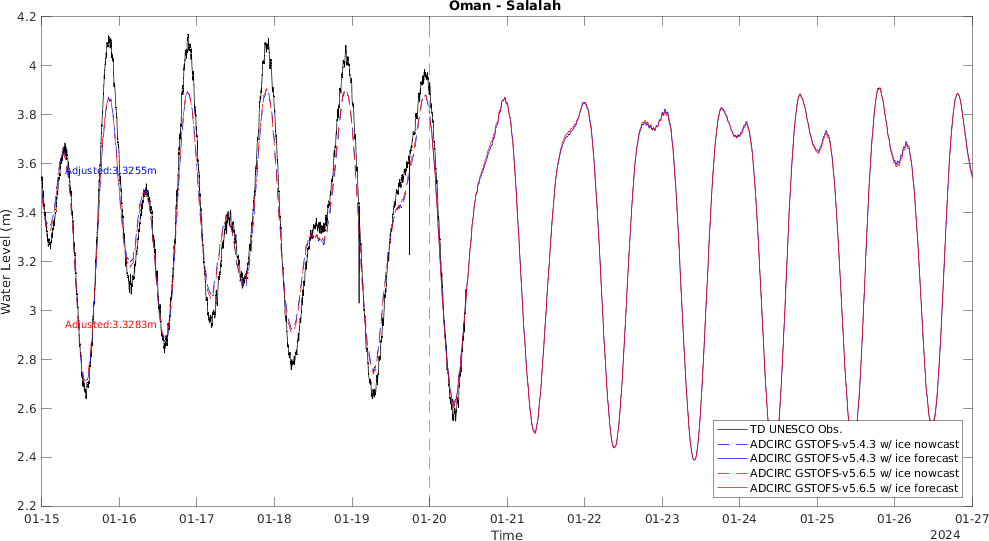 Oman - Salalah
4.2
4
3.8
3.6
3.4
3.2
3
2.8
2.6
2.4
2.2
Water Level (m)
Adjusted:3.3255m
Adjusted:3.3283m
TD UNESCO Obs.
ADCIRC GSTOFS-v5.4.3 w/ ice nowcast
ADCIRC GSTOFS-v5.4.3 w/ ice forecast
ADCIRC GSTOFS-v5.6.5 w/ ice nowcast
ADCIRC GSTOFS-v5.6.5 w/ ice forecast
01-15 01-16 01-17 01-18 01-19 01-20 01-21 01-22 01-23 01-24 01-25 01-26 01-27
Time
2024